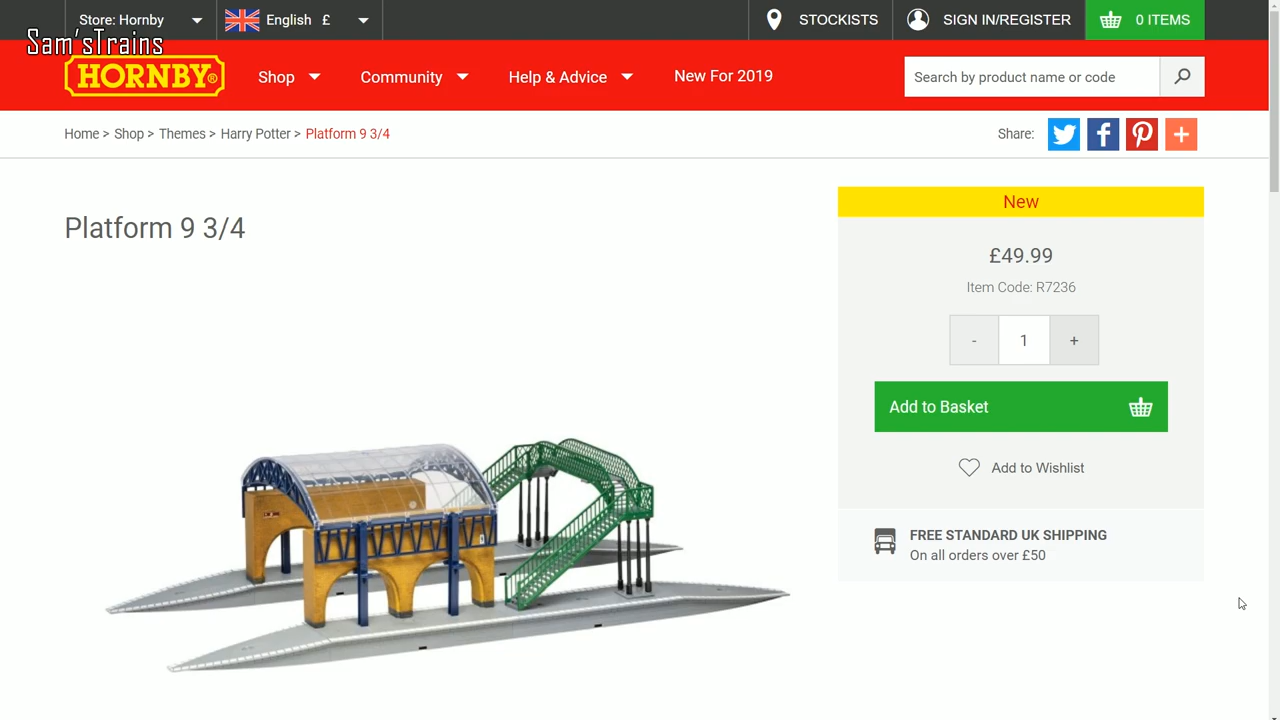 Store: Hornby
English £
STOCKISTS
SIGN IN/REGISTER
0 ITEMS
Sam'sTrains
HORNBY®
Shop
Community
Help & Advice
New For 2019
Search by product name or code
Home > Shop > Themes > Harry Potter > Platform 9 3/4
Share:
Platform 9 3/4
New
£49.99
Item Code: R7236
- 1 +
Add to Basket
Add to Wishlist
FREE STANDARD UK SHIPPING
On all orders over £50